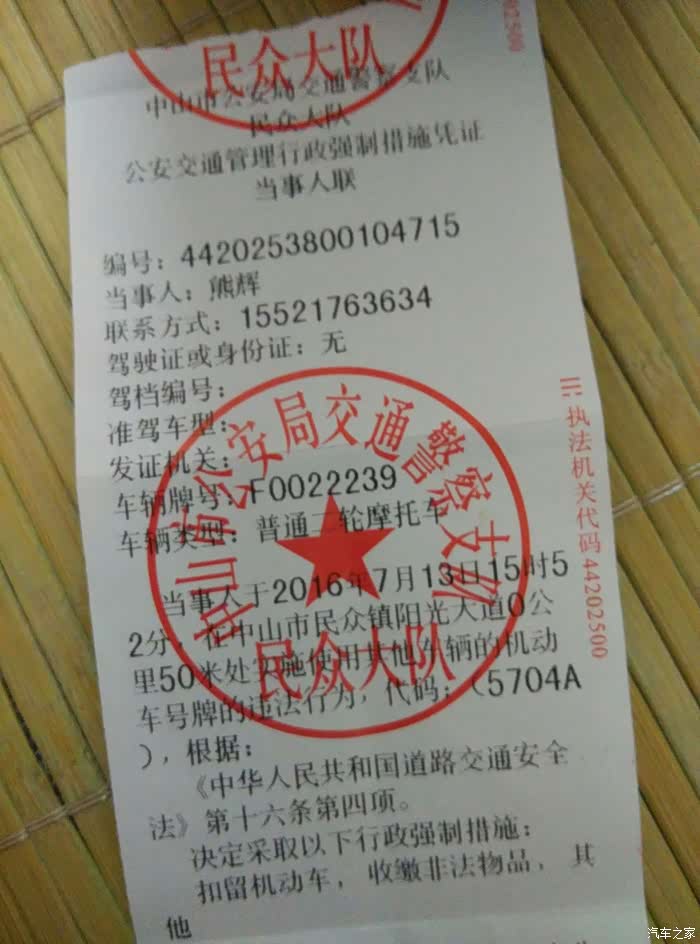 民众大队
中山市公安局交通警察支队
民众大队
公安交通管理行政强制措施凭证
当事人联
编号：4420253800104715
当事人：熊辉
联系方式：15521763634
驾驶证或身份证：无
驾档编号：
准驾车型：
发证机关：
车辆牌号：F0022239
车辆类型：普通二轮摩托车
当事人于2016年7月13日15时5
2分，在中山市民众镇阳光大道0公
里50米处实施使用其他车辆的机动
车号牌的违法行为，代码：（5704A
），根据：
《中华人民共和国道路交通安全
法》第十六条第四项。
决定采取以下行政强制措施：
扣留机动车，收缴非法物品，其
他
中山市公安局交通警察支队
民众大队
执法机关代码44202500
44202500
汽车之家